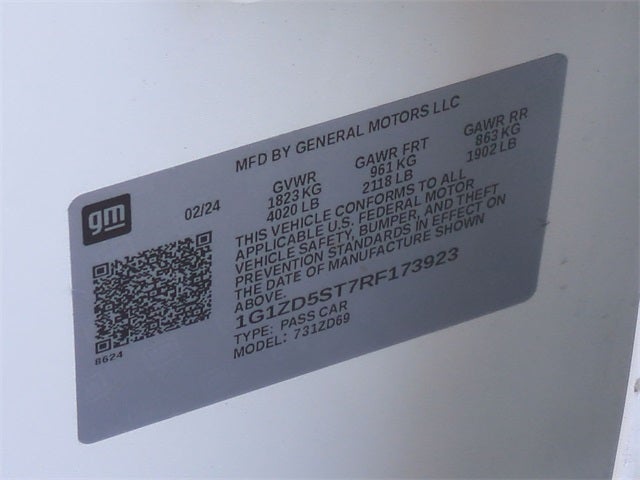 MFD BY GENERAL MOTORS LLC
gm
02/24
GVWR
1823 KG
4020 LB
GAWR FRT
961 KG
2118 LB
GAWR RR
863 KG
1902 LB
THIS VEHICLE CONFORMS TO ALL
APPLICABLE U.S. FEDERAL MOTOR
VEHICLE SAFETY, BUMPER, AND THEFT
PREVENTION STANDARDS IN EFFECT ON
THE DATE OF MANUFACTURE SHOWN
ABOVE.
1G1ZD5ST7RF173923
TYPE: PASS CAR
MODEL: 731ZD69
8624